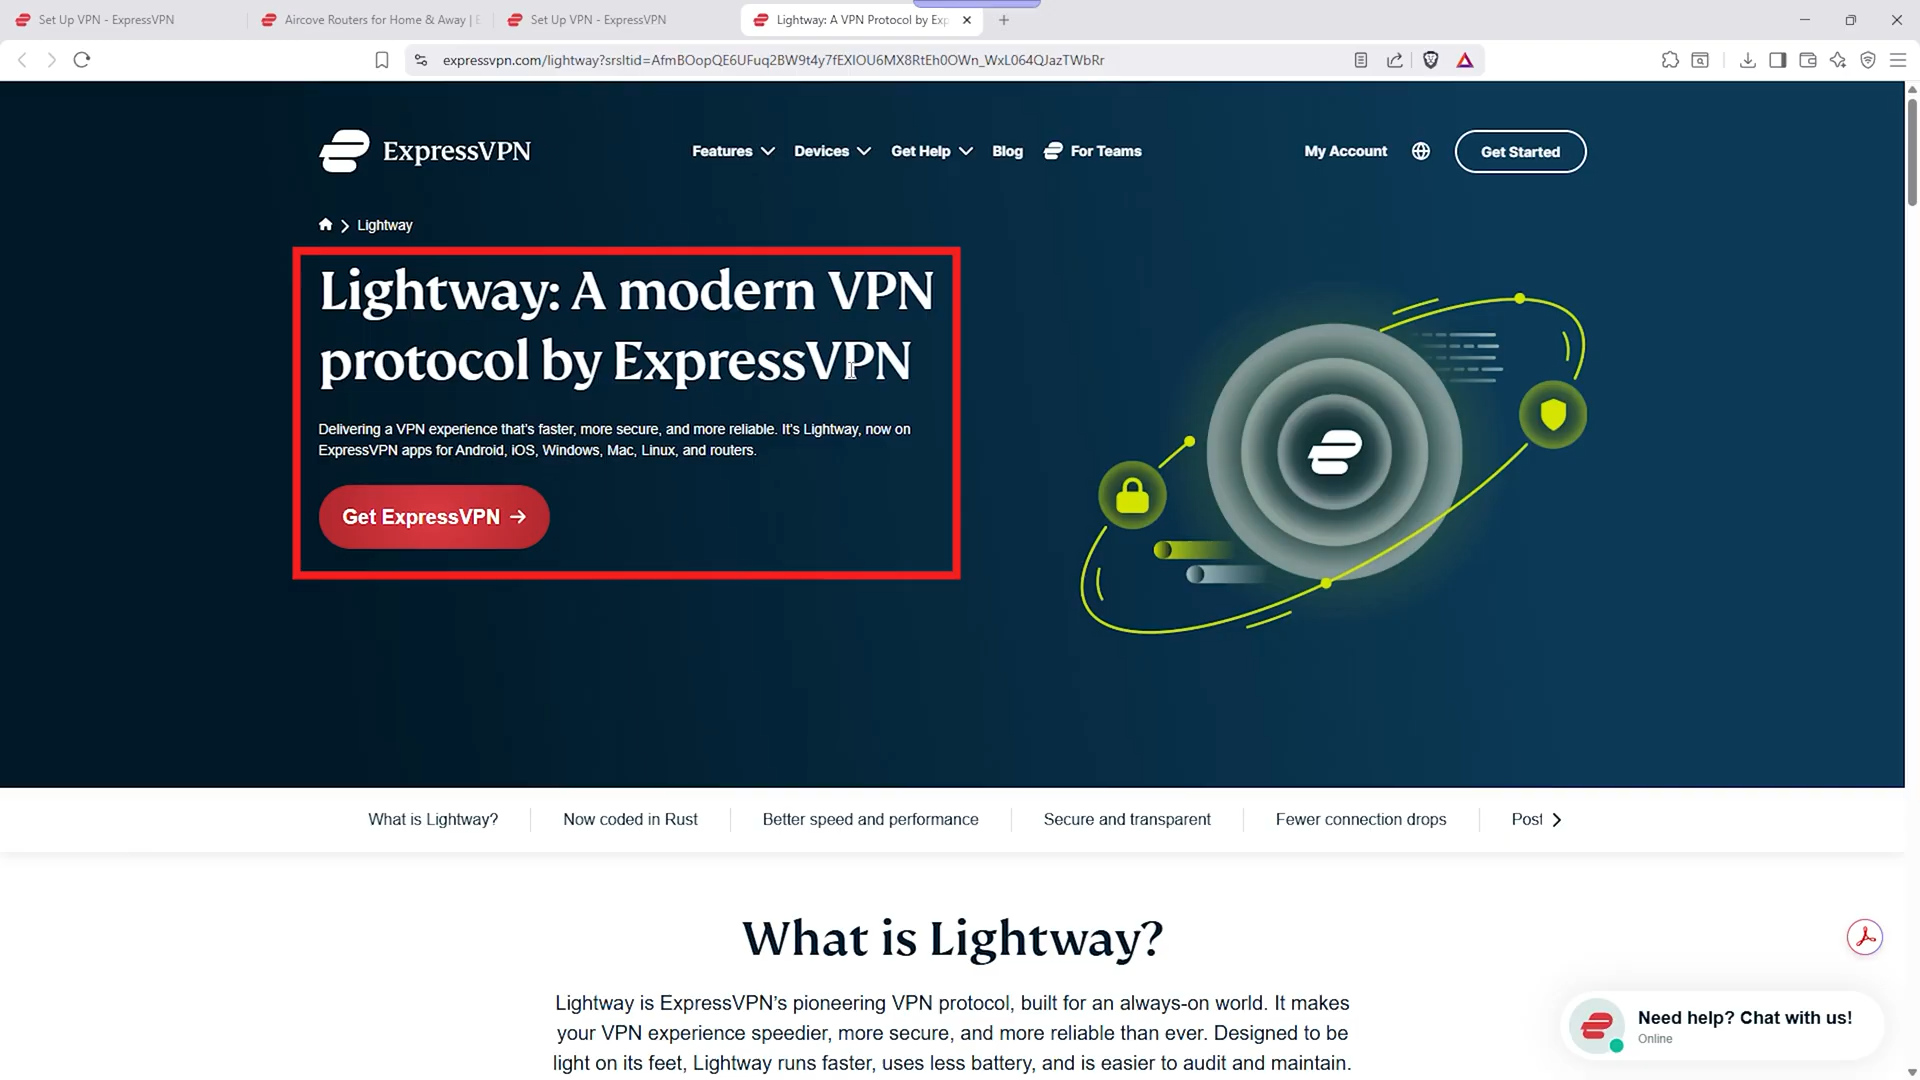 Set Up VPN - ExpressVPN
Aircove Routers for Home & Away | E
Set Up VPN - ExpressVPN
Lightway: A VPN Protocol by Exp
expressvpn.com/lightway?srsltid=AfmBOopQE6UFuq2BW9t4y7fEXIOU6MX8RtEh0OWn_WxL064QJazTWbRr
ExpressVPN
Features
Devices
Get Help
Blog
For Teams
My Account
Get Started
Lightway
Lightway: A modern VPN
protocol by ExpressVPN
Delivering a VPN experience that's faster, more secure, and more reliable. It's Lightway, now on
ExpressVPN apps for Android, iOS, Windows, Mac, Linux, and routers.
Get ExpressVPN →
What is Lightway?
Now coded in Rust
Better speed and performance
Secure and transparent
Fewer connection drops
Post
What is Lightway?
Lightway is ExpressVPN's pioneering VPN protocol, built for an always-on world. It makes
your VPN experience speedier, more secure, and more reliable than ever. Designed to be
light on its feet, Lightway runs faster, uses less battery, and is easier to audit and maintain.
Need help? Chat with us!
Online